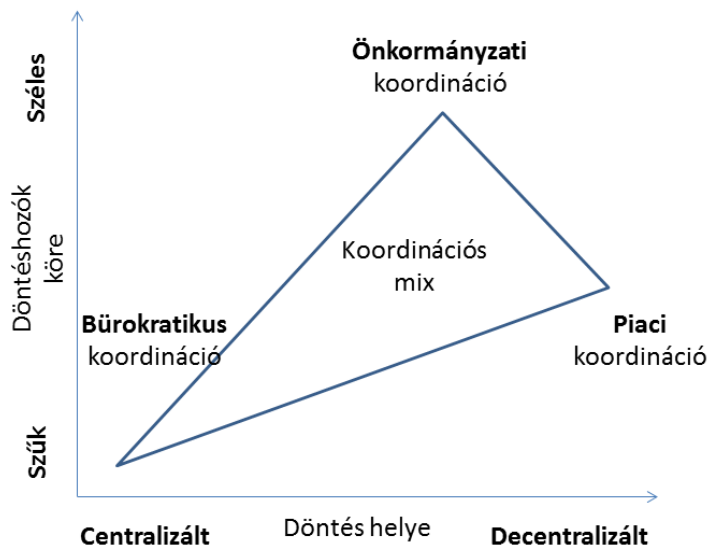 Önkormányzati
koordináció
Széles
Döntéshozók
köre
Szűk
Koordinációs
mix
Bürokratikus
koordináció
Piaci
koordináció
Centralizált
Döntés helye
Decentralizált